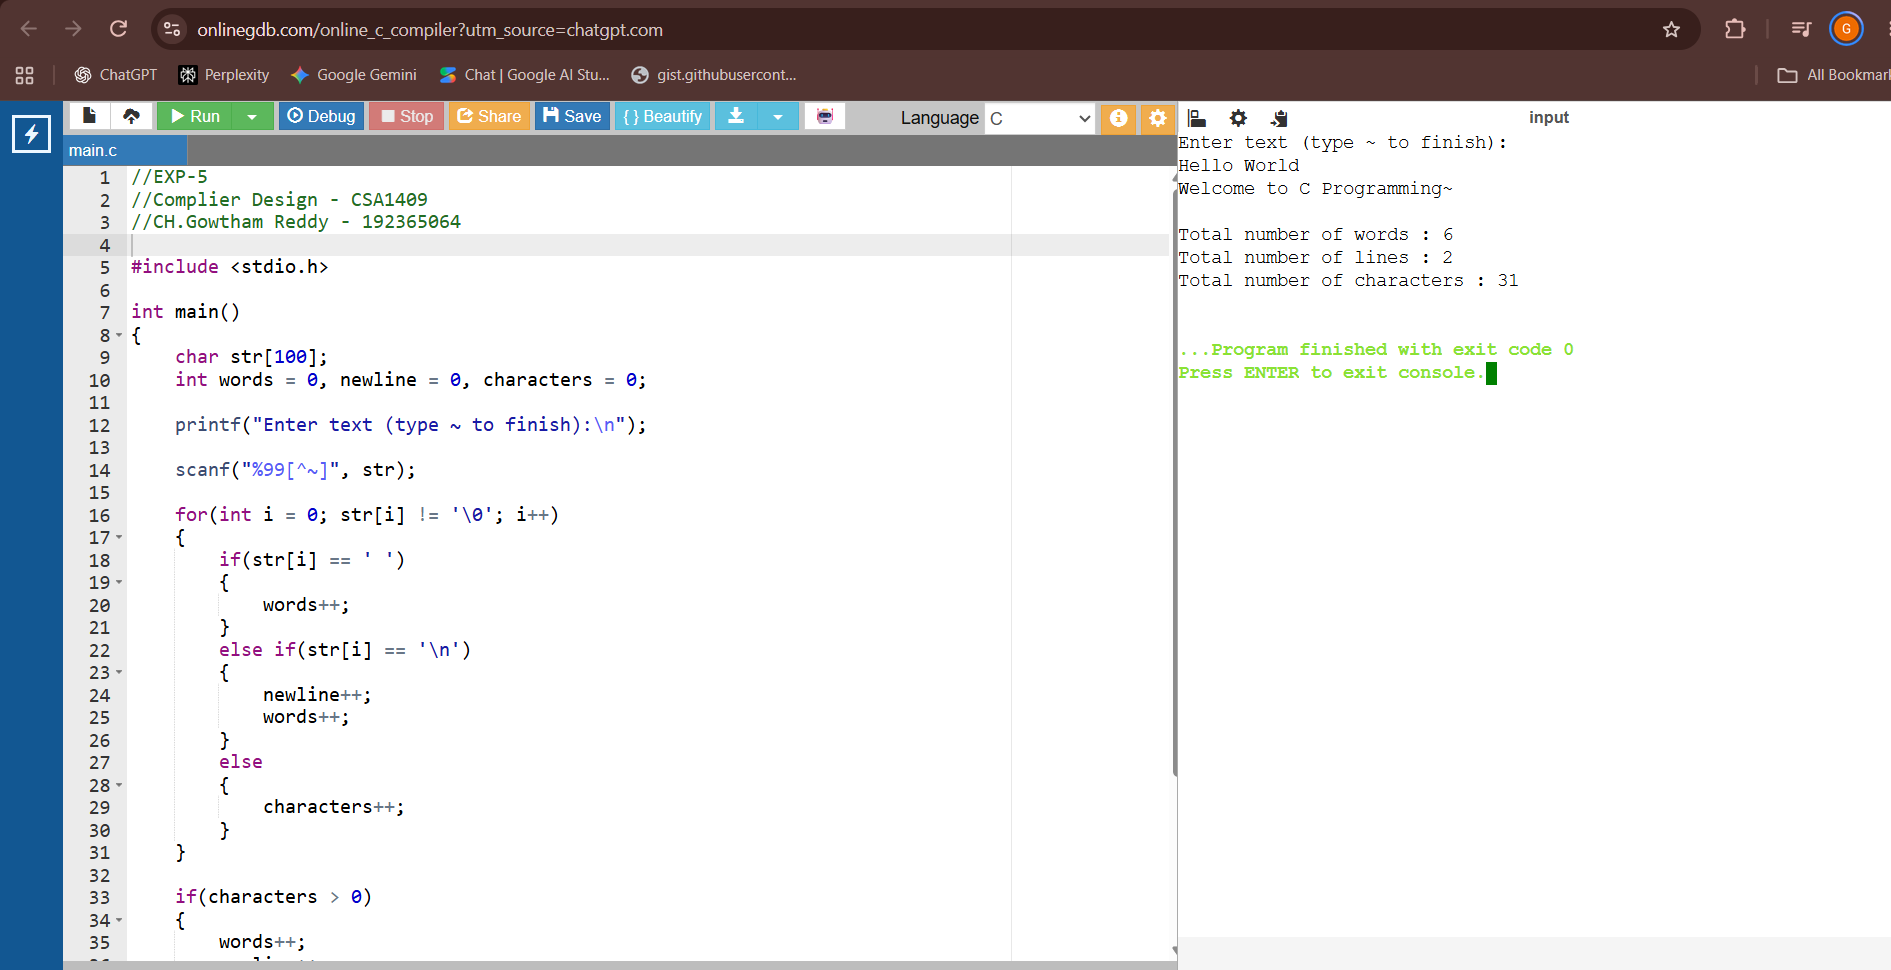 onlinegdb.com/online_c_compiler?utm_source=chatgpt.com
G
ChatGPT Perplexity Google Gemini Chat | Google AI Stu... gist.githubusercont... All Bookmar
Run Debug Stop Share Save {} Beautify Language C input
main.c
1 //EXP-5
2 //Complier Design - CSA1409
3 //CH.Gowtham Reddy - 192365064
4
5 #include <stdio.h>
6
7 int main()
8 {
9     char str[100];
10     int words = 0, newline = 0, characters = 0;
11
12     printf("Enter text (type ~ to finish):\n");
13
14     scanf("%99[^~]", str);
15
16     for(int i = 0; str[i] != '\0'; i++)
17     {
18         if(str[i] == ' ')
19         {
20             words++;
21         }
22         else if(str[i] == '\n')
23         {
24             newline++;
25             words++;
26         }
27         else
28         {
29             characters++;
30         }
31     }
32
33     if(characters > 0)
34     {
35         words++;
Enter text (type ~ to finish):
Hello World
Welcome to C Programming~
Total number of words : 6
Total number of lines : 2
Total number of characters : 31
...Program finished with exit code 0
Press ENTER to exit console.